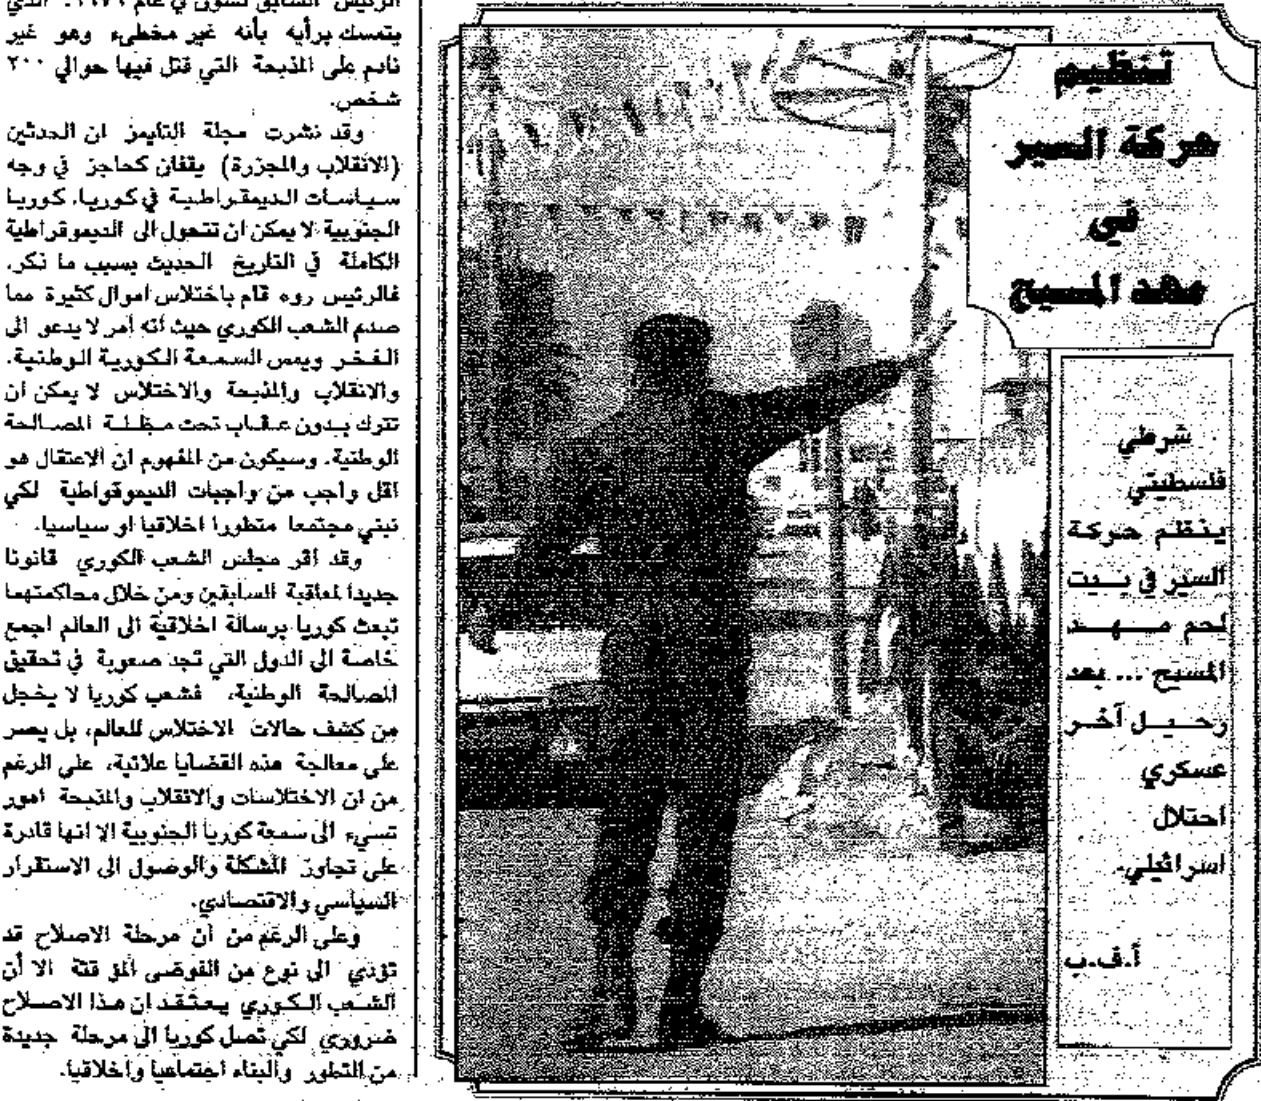 تنظيم
حركة السير
في
مهد المسيح
شرطي
فلسطيني
ينظم حركة
السير في بيت
لحم مهد
المسيح ... بعد
رحيل آخر
عسكري
احتلال
اسرائيلي.
أ.ف.ب
الرئيس السابق تشون في عام ١٩٧٩. الذي
يتمسك برأيه بأنه غير مخطىء وهو غير
نادم على المذبحة التي قتل فيها حوالي ٢٠٠
شخص.
وقد نشرت مجلة التايمز ان الحدثين
(الانقلاب والمجزرة) يقفان كحاجز في وجه
سياسات الديمقراطية في كوريا. كوريا
الجنوبية لا يمكن ان تتحول الى الديموقراطية
الكاملة في التاريخ الحديث بسبب ما ذكر.
فالرئيس روه قام باختلاس اموال كثيرة مما
صدم الشعب الكوري حيث أنه أمر لا يدعو الى
الفخر ويمس السمعة الكورية الوطنية.
والانقلاب والمذبحة والاختلاس لا يمكن ان
تترك بدون عقاب تحت مظلة المصالحة
الوطنية. وسيكون من المفهوم ان الاعتقال هو
اقل واجب من واجبات الديموقراطية لكي
نبني مجتمعا متطورا اخلاقيا او سياسيا.
وقد أقر مجلس الشعب الكوري قانونا
جديدا لمعاقبة السابقين ومن خلال محاكمتهما
تبعث كوريا برسالة اخلاقية الى العالم اجمع
خاصة الى الدول التي تجد صعوبة في تحقيق
المصالحة الوطنية، فشعب كوريا لا يخجل
من كشف حالات الاختلاس للعالم، بل يصر
على معالجة هذه القضايا علانية، على الرغم
من ان الاختلاسات والانقلاب والمذبحة امور
تسيء الى سمعة كوريا الجنوبية إلا انها قادرة
على تجاوز المشكلة والوصول الى الاستقرار
السياسي والاقتصادي.
وعلى الرغم من أن مرحلة الاصلاح قد
تؤدي الى نوع من الفوضى المؤ قتة الا أن
الشعب الكوري يعتقد ان هذا الاصلاح
ضروري لكي تصل كوريا الى مرحلة جديدة
من التطور والبناء اجتماعيا وأخلاقيا.